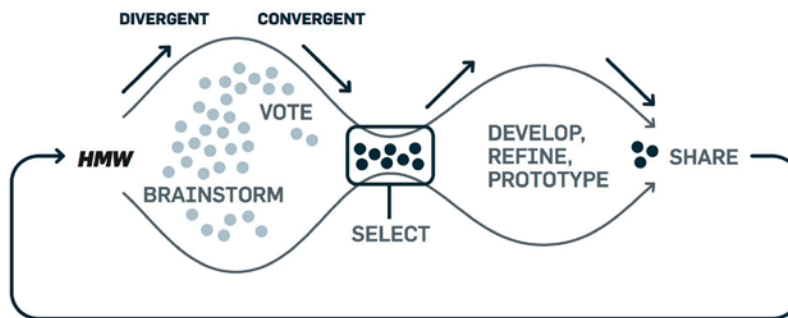 DIVERGENT
CONVERGENT
VOTE
HMW
BRAINSTORM
SELECT
DEVELOP,
REFINE,
PROTOTYPE
SHARE